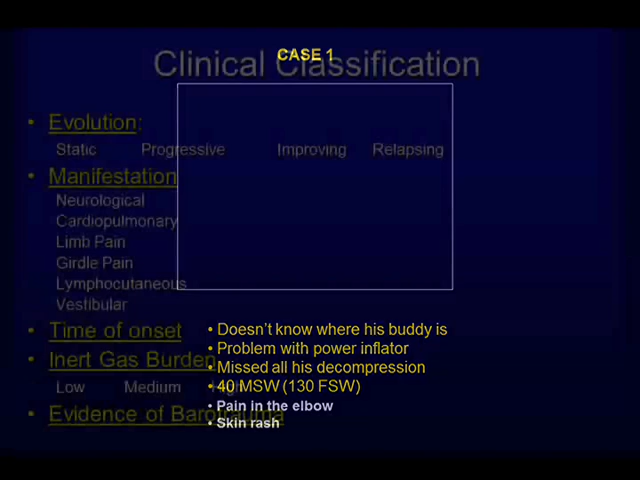 CASE 1
Clinical Classification
• Evolution:
Static Progressive Improving Relapsing
• Manifestation
Neurological
Cardiopulmonary
Limb Pain
Girdle Pain
Lymphocutaneous
Vestibular
• Time of onset
• Inert Gas Burden
Low Medium
• Evidence of Barotrauma
• Doesn't know where his buddy is
• Problem with power inflator
• Missed all his decompression
• 40 MSW (130 FSW)
• Pain in the elbow
• Skin rash